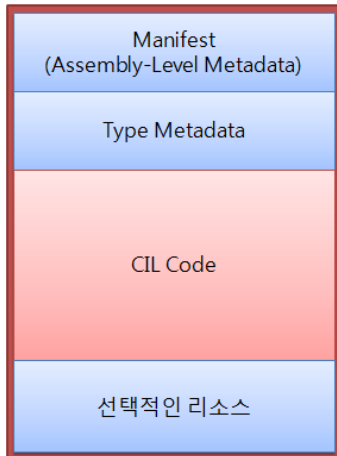 Manifest
(Assembly-Level Metadata)
Type Metadata
CIL Code
선택적인 리소스